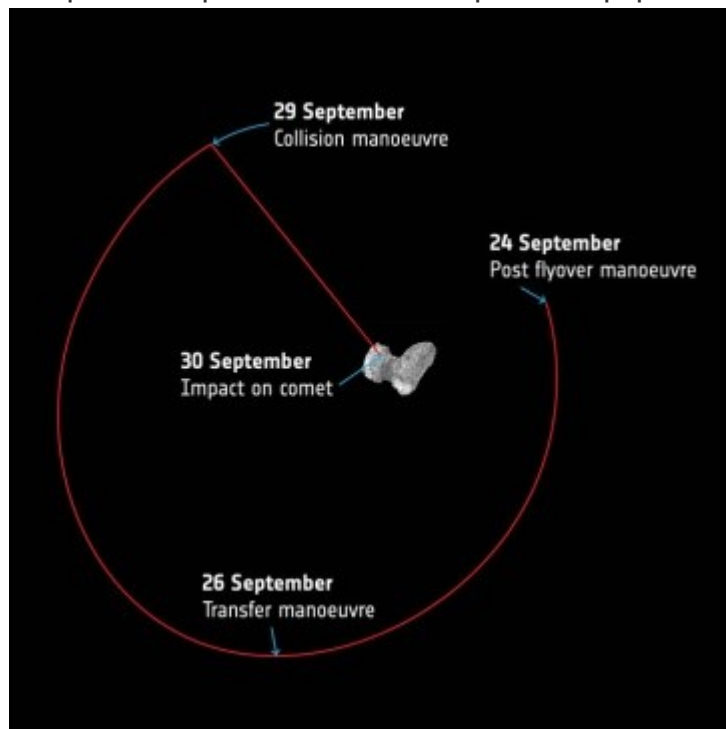 29 September
Collision manoeuvre
24 September
Post flyover manoeuvre
30 September
Impact on comet
26 September
Transfer manoeuvre